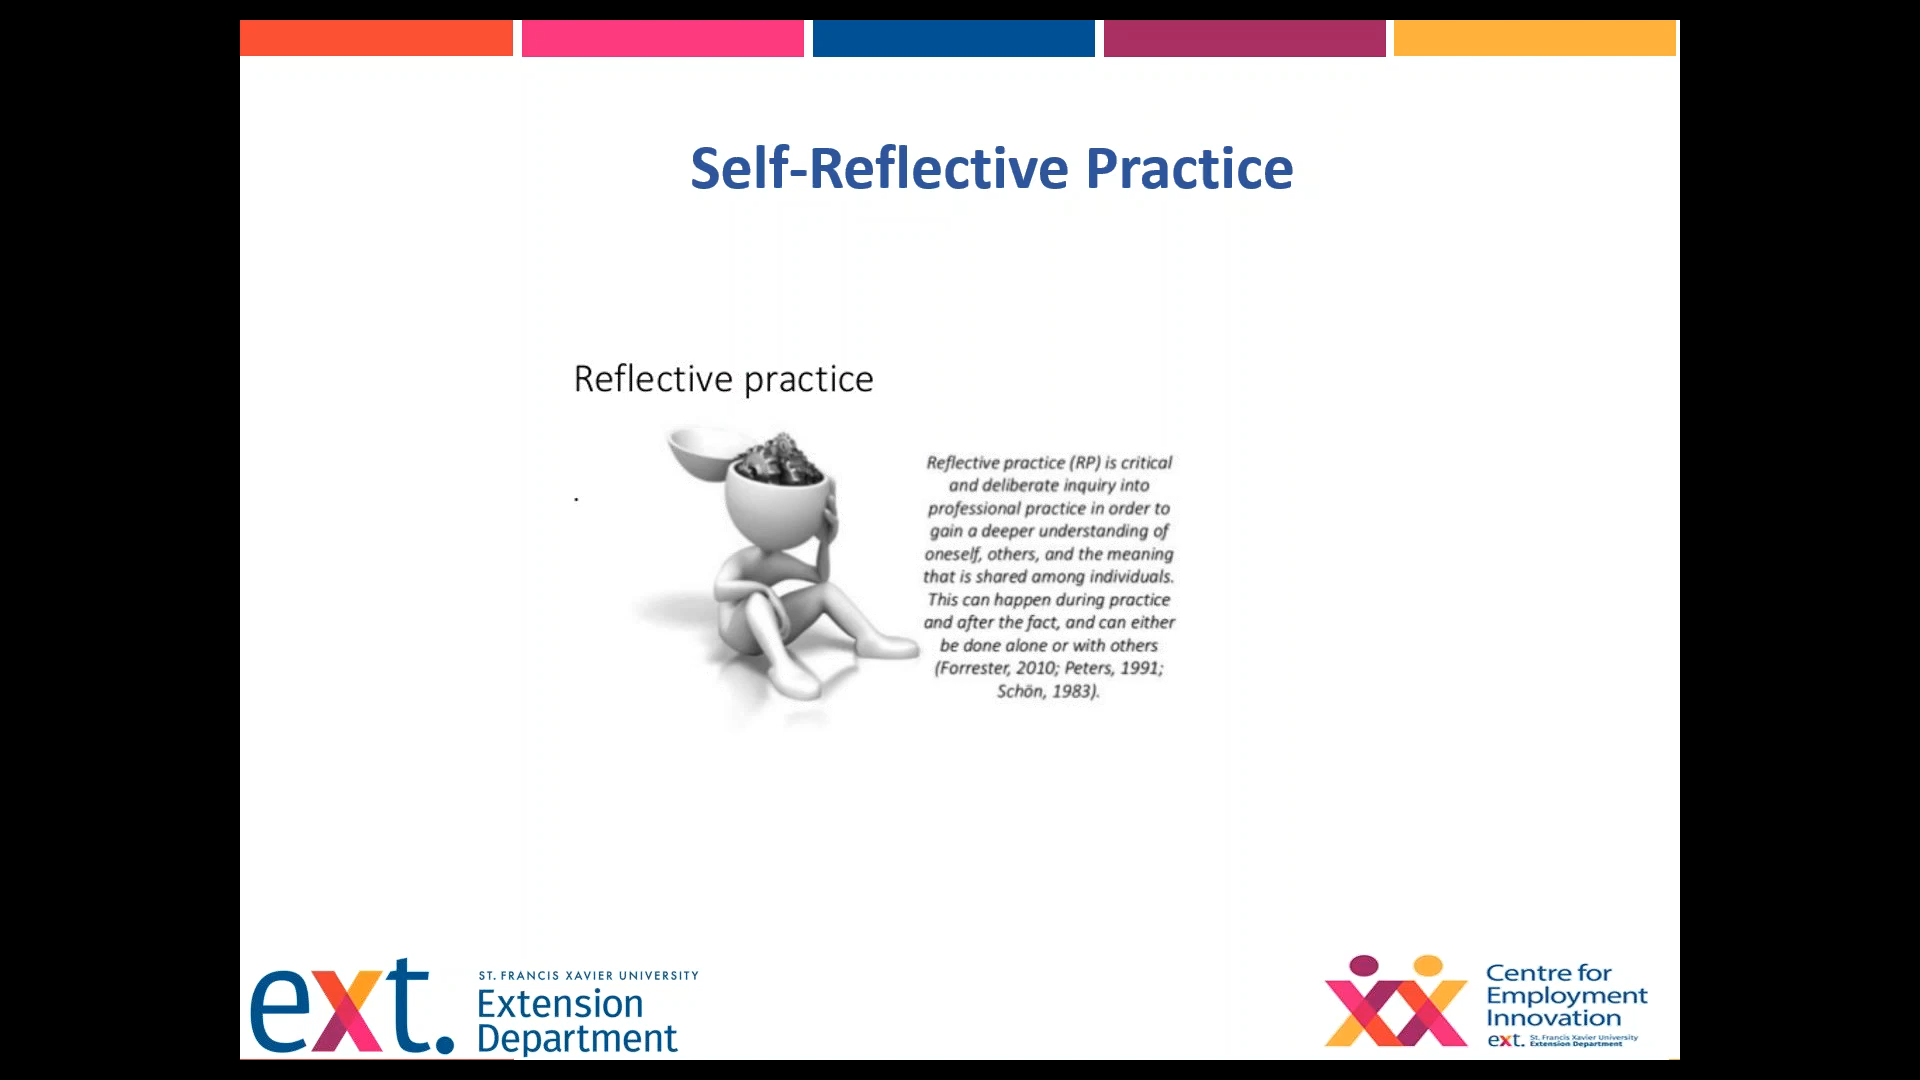 Self-Reflective Practice
Reflective practice
.
Reflective practice (RP) is critical
and deliberate inquiry into
professional practice in order to
gain a deeper understanding of
oneself, others, and the meaning
that is shared among individuals.
This can happen during practice
and after the fact, and can either
be done alone or with others
(Forrester, 2010; Peters, 1991;
Schön, 1983).
ext.
ST. FRANCIS XAVIER UNIVERSITY
Extension
Department
Centre for
Employment
Innovation
ext. St. Francis Xavier University
Extension Department